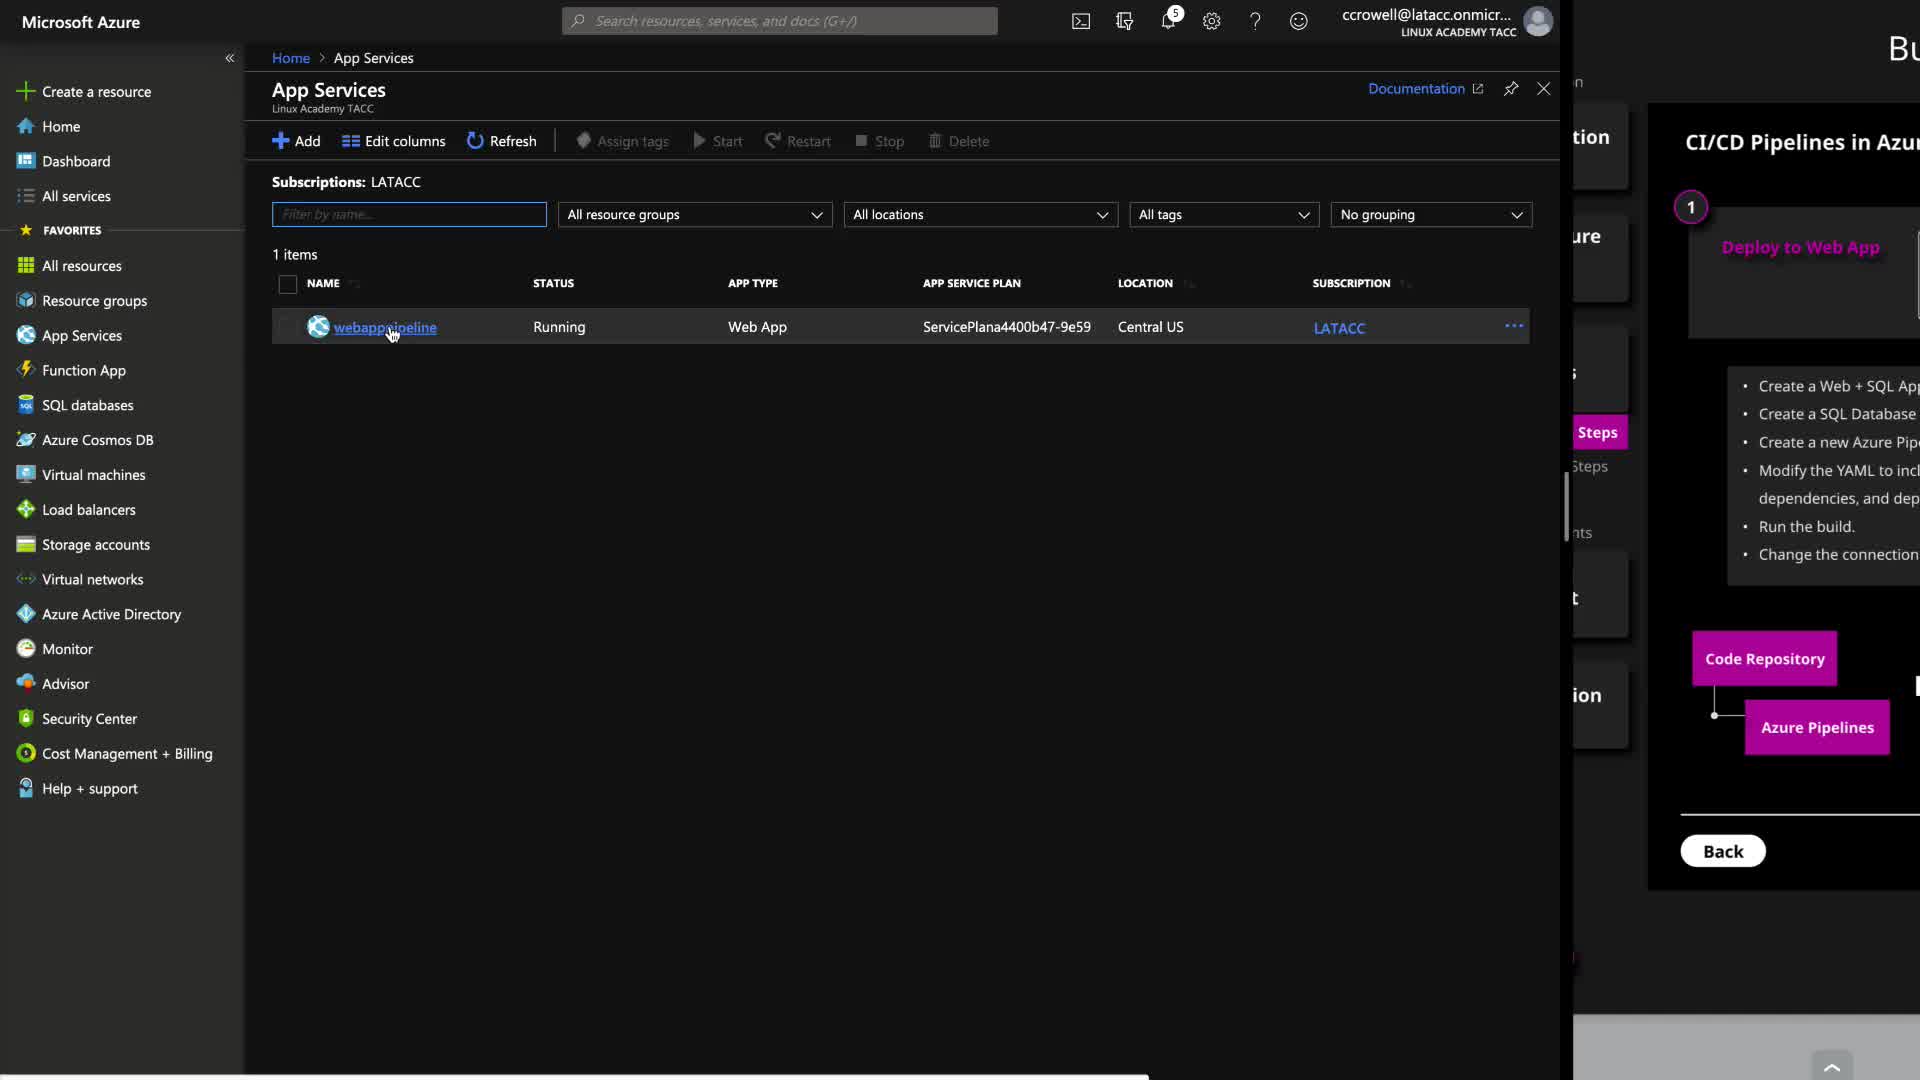 Microsoft Azure
Search resources, services, and docs (G+/)
5
ccrowell@latacc.onmicr...
LINUX ACADEMY TACC
Create a resource
Home
Dashboard
All services
FAVORITES
All resources
Resource groups
App Services
Function App
SQL databases
Azure Cosmos DB
Virtual machines
Load balancers
Storage accounts
Virtual networks
Azure Active Directory
Monitor
Advisor
Security Center
Cost Management + Billing
Help + support
Home > App Services
App Services
Linux Academy TACC
Documentation
Add Edit columns Refresh Assign tags Start Restart Stop Delete
Subscriptions: LATACC
Filter by name... All resource groups All locations All tags No grouping
1 items
NAME STATUS APP TYPE APP SERVICE PLAN LOCATION SUBSCRIPTION
webapppipeline Running Web App ServicePlana4400b47-9e59 Central US LATACC
Bu
n
tion
ure
s
Steps
Steps
nts
t
ion
CI/CD Pipelines in Azur
1
Deploy to Web App
• Create a Web + SQL App
• Create a SQL Database
• Create a new Azure Pip
• Modify the YAML to incl
dependencies, and dep
• Run the build.
• Change the connection
Code Repository
Azure Pipelines
Back